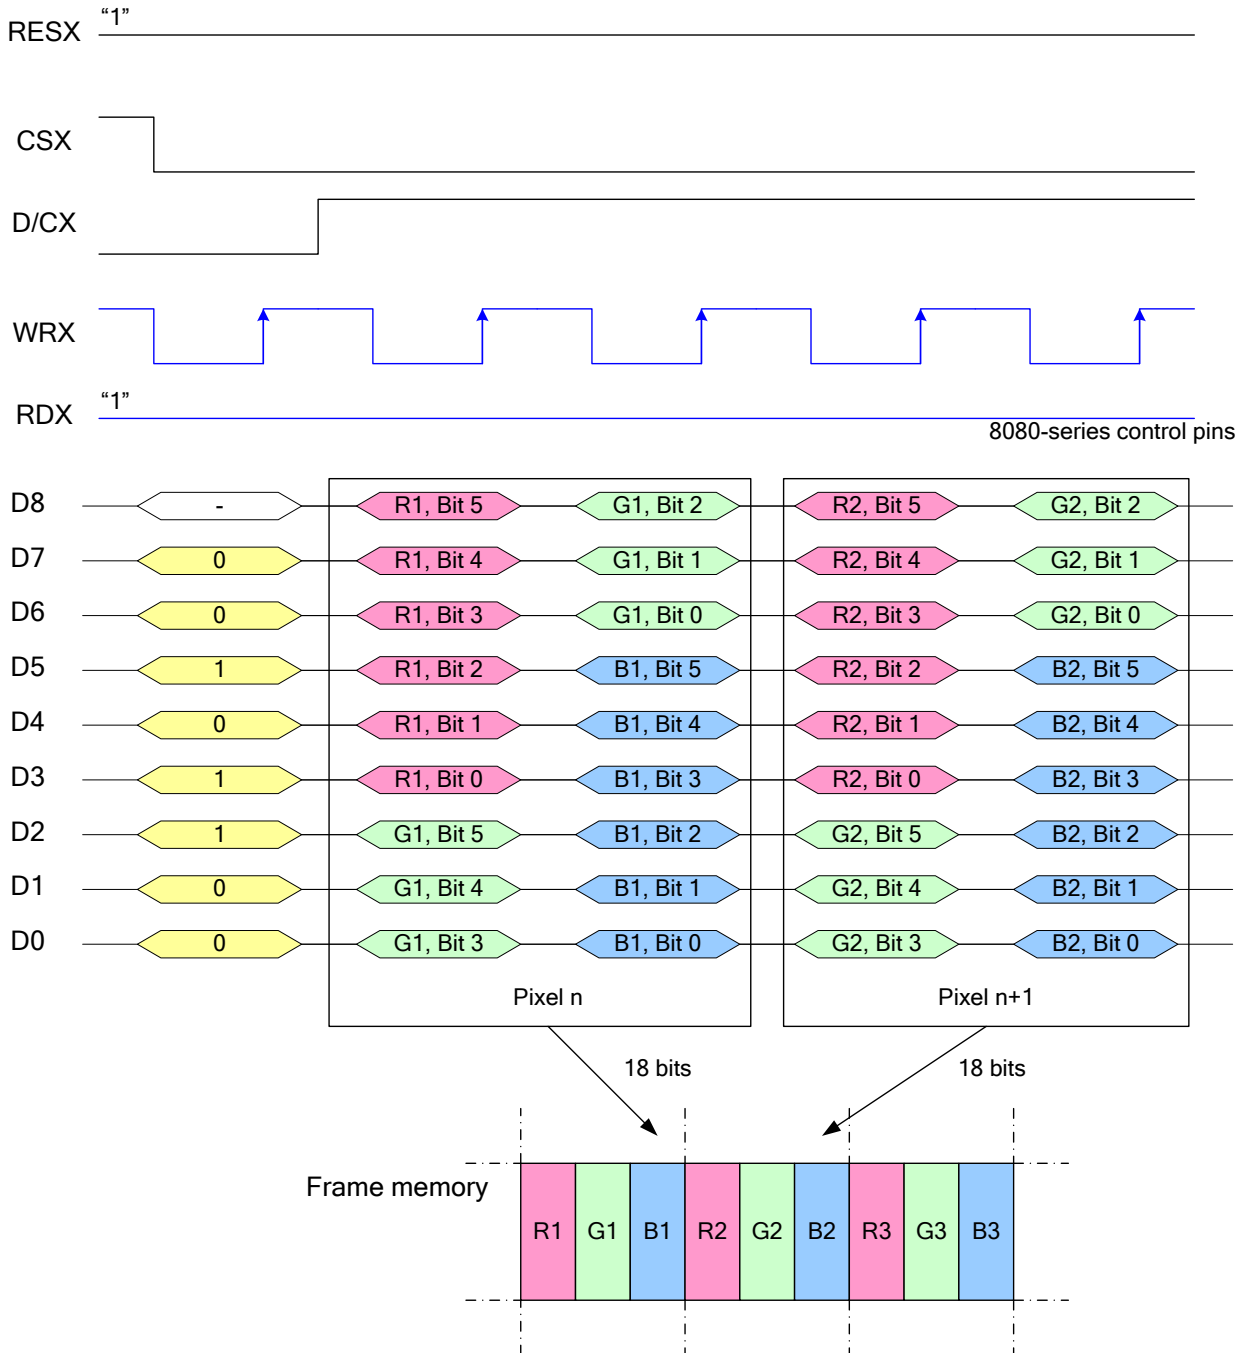 RESX “1”
CSX
D/CX
WRX
RDX “1”
8080-series control pins
D8 - R1, Bit 5 G1, Bit 2 R2, Bit 5 G2, Bit 2
D7 0 R1, Bit 4 G1, Bit 1 R2, Bit 4 G2, Bit 1
D6 0 R1, Bit 3 G1, Bit 0 R2, Bit 3 G2, Bit 0
D5 1 R1, Bit 2 B1, Bit 5 R2, Bit 2 B2, Bit 5
D4 0 R1, Bit 1 B1, Bit 4 R2, Bit 1 B2, Bit 4
D3 1 R1, Bit 0 B1, Bit 3 R2, Bit 0 B2, Bit 3
D2 1 G1, Bit 5 B1, Bit 2 G2, Bit 5 B2, Bit 2
D1 0 G1, Bit 4 B1, Bit 1 G2, Bit 4 B2, Bit 1
D0 0 G1, Bit 3 B1, Bit 0 G2, Bit 3 B2, Bit 0
Pixel n Pixel n+1
18 bits 18 bits
Frame memory
R1 G1 B1 R2 G2 B2 R3 G3 B3